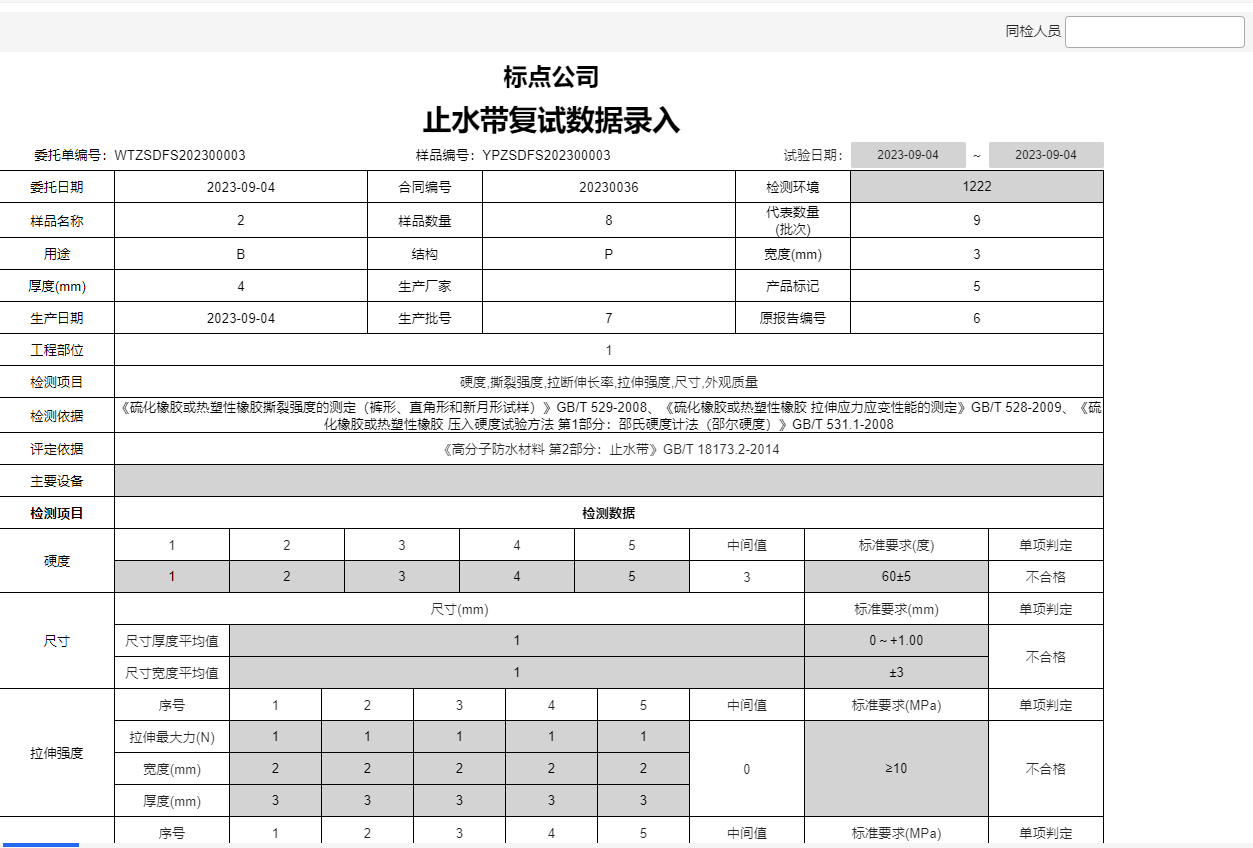 同检人员
标点公司
止水带复试数据录入
委托单编号： WTZSDFS202300003 样品编号： YPZSDFS202300003 试验日期： 2023-09-04 ~ 2023-09-04
委托日期 2023-09-04 合同编号 20230036 检测环境 1222
样品名称 2 样品数量 8 代表数量 9
(批次)
用途 B 结构 P 宽度(mm) 3
厚度(mm) 4 生产厂家 产品标记 5
生产日期 2023-09-04 生产批号 7 原报告编号 6
工程部位 1
检测项目 硬度,撕裂强度,拉断伸长率,拉伸强度,尺寸,外观质量
检测依据 《硫化橡胶或热塑性橡胶撕裂强度的测定（裤形、直角形和新月形试样）》GB/T 529-2008、《硫化橡胶或热塑性橡胶 拉伸应力应变性能的测定》GB/T 528-2009、《硫
化橡胶或热塑性橡胶 压入硬度试验方法 第1部分：邵氏硬度计法（邵尔硬度）》GB/T 531.1-2008
评定依据 《高分子防水材料 第2部分：止水带》GB/T 18173.2-2014
主要设备
检测项目 检测数据
硬度 1 2 3 4 5 中间值 标准要求(度) 单项判定
1 2 3 4 5 3 60±5 不合格
尺寸 尺寸(mm) 标准要求(mm) 单项判定
尺寸厚度平均值 1 0～+1.00 不合格
尺寸宽度平均值 1 ±3
拉伸强度 序号 1 2 3 4 5 中间值 标准要求(MPa) 单项判定
拉伸最大力(N) 1 1 1 1 1 0 ≥10 不合格
宽度(mm) 2 2 2 2 2
厚度(mm) 3 3 3 3 3
序号 1 2 3 4 5 中间值 标准要求(MPa) 单项判定